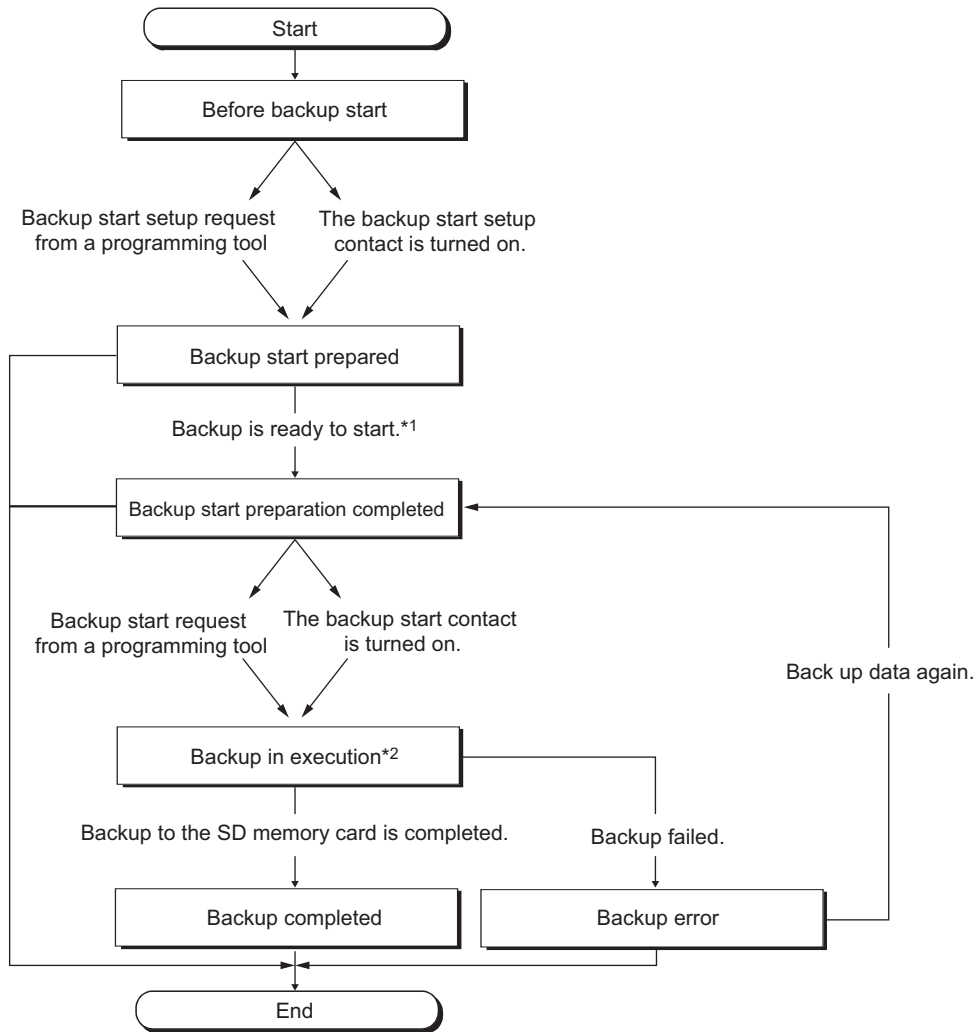 Start
Before backup start
Backup start setup request
from a programming tool
The backup start setup
contact is turned on.
Backup start prepared
Backup is ready to start.*1
Backup start preparation completed
Backup start request
from a programming tool
The backup start contact
is turned on.
Back up data again.
Backup in execution*2
Backup to the SD memory card is completed.
Backup failed.
Backup completed
Backup error
End